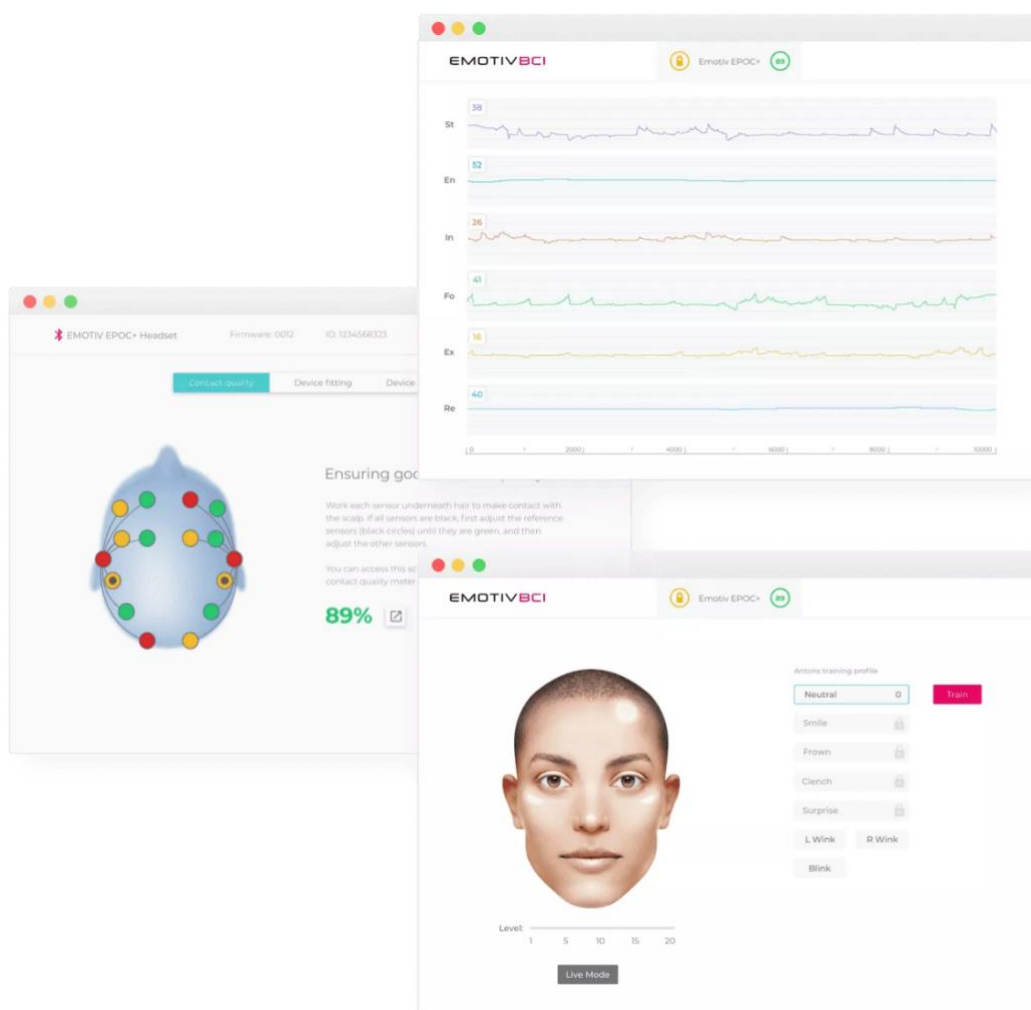 EMOTIVBCI
Emotiv EPOC+ 89
38
St
52
En
26
In
41
Fo
16
Ex
40
Re
0 2000 4000 6000 8000 10000
EMOTIV EPOC+ Headset Firmware: 0012 ID: 1234568323
Contact quality Device fitting Device
Ensuring
Work each sensor underneath hair to make contact with
the scalp. If all sensors are black, first adjust the reference
sensors (black circles) until they are green, and then
adjust the other sensors.
You can access this
contact quality meter
89%
EMOTIVBCI
Emotiv EPOC+ 89
Antons training profile
Neutral 0
Train
Smile
Frown
Clench
Surprise
L Wink R Wink
Blink
Level:
1 5 10 15 20
Live Mode